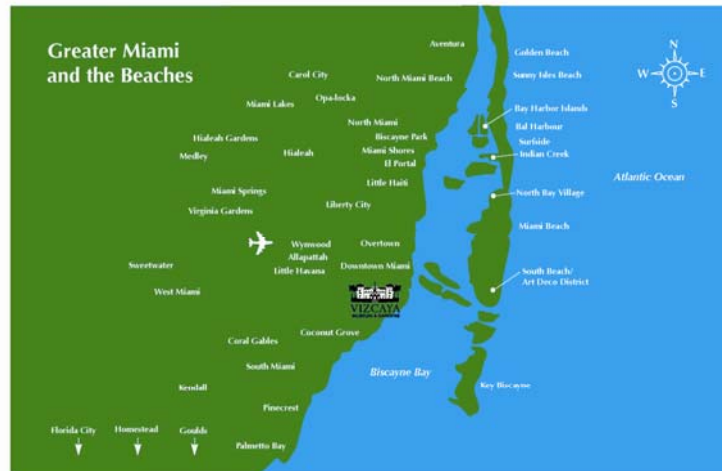 Greater Miami
and the Beaches
Aventura
Golden Beach
N
W
E
S
Carol City
North Miami Beach
Sunny Isles Beach
Opa-locka
Miami Lakes
Bay Harbor Islands
North Miami
Bal Harbour
Hialeah Gardens
Biscayne Park
Surfside
Medley
Hialeah
Miami Shores
Indian Creek
El Portal
Atlantic Ocean
Little Haiti
Miami Springs
North Bay Village
Virginia Gardens
Liberty City
Miami Beach
Wynwood
Overtown
Allapattah
Sweetwater
Little Havana
Downtown Miami
South Beach/
Art Deco District
West Miami
VIZCAYA
MUSEUM & GARDENS
Coconut Grove
Coral Gables
South Miami
Biscayne Bay
Kendall
Key Biscayne
Pinecrest
Florida City
Homestead
Goulds
Palmetto Bay